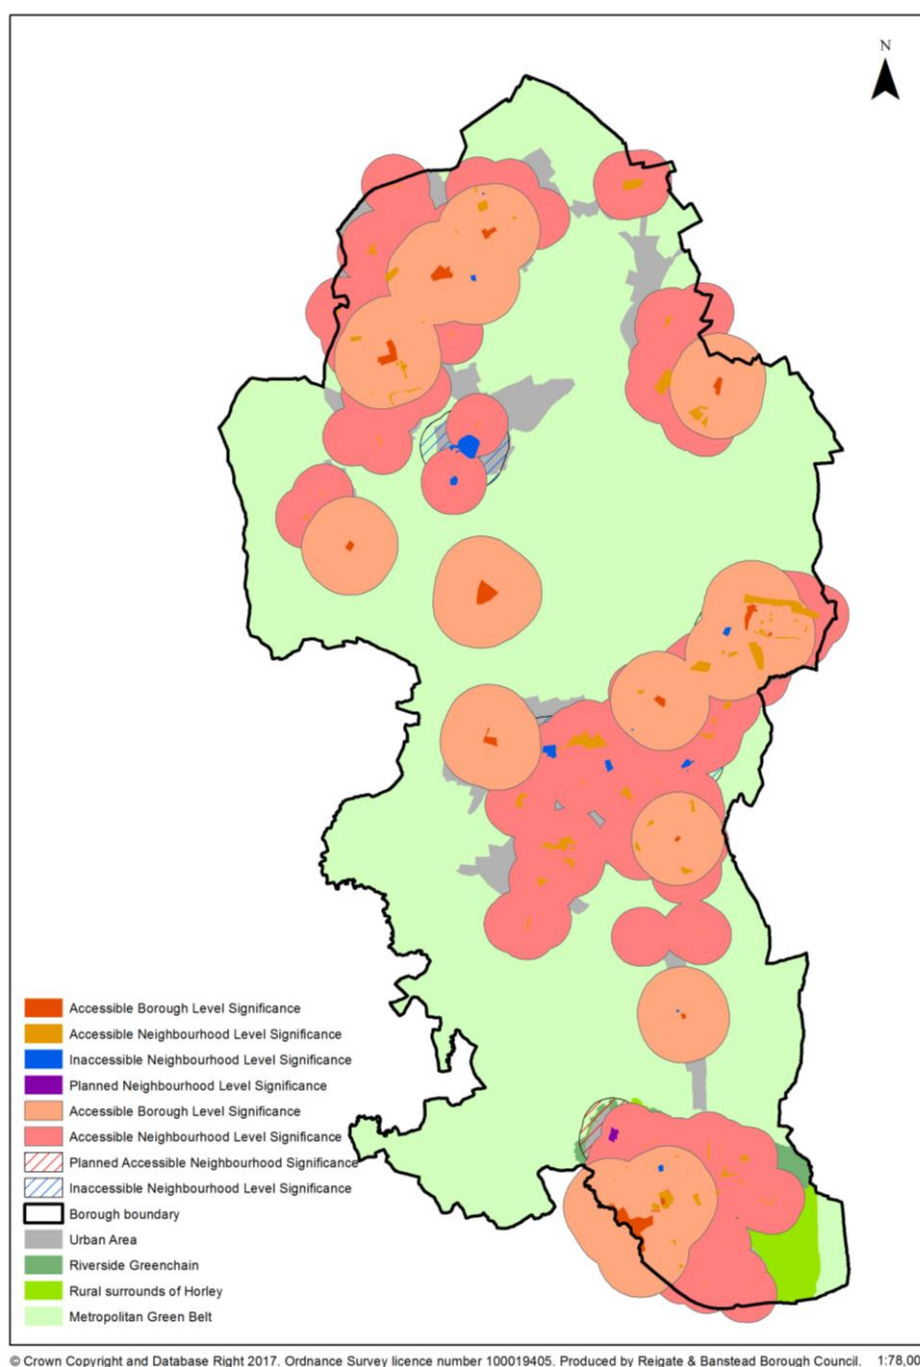 N
Accessible Borough Level Significance
Accessible Neighbourhood Level Significance
Inaccessible Neighbourhood Level Significance
Planned Neighbourhood Level Significance
Accessible Borough Level Significance
Accessible Neighbourhood Level Significance
Planned Accessible Neighbourhood Significance
Inaccessible Neighbourhood Level Significance
Borough boundary
Urban Area
Riverside Greenchain
Rural surrounds of Horley
Metropolitan Green Belt
© Crown Copyright and Database Right 2017. Ordnance Survey licence number 100019405. Produced by Reigate & Banstead Borough Council.